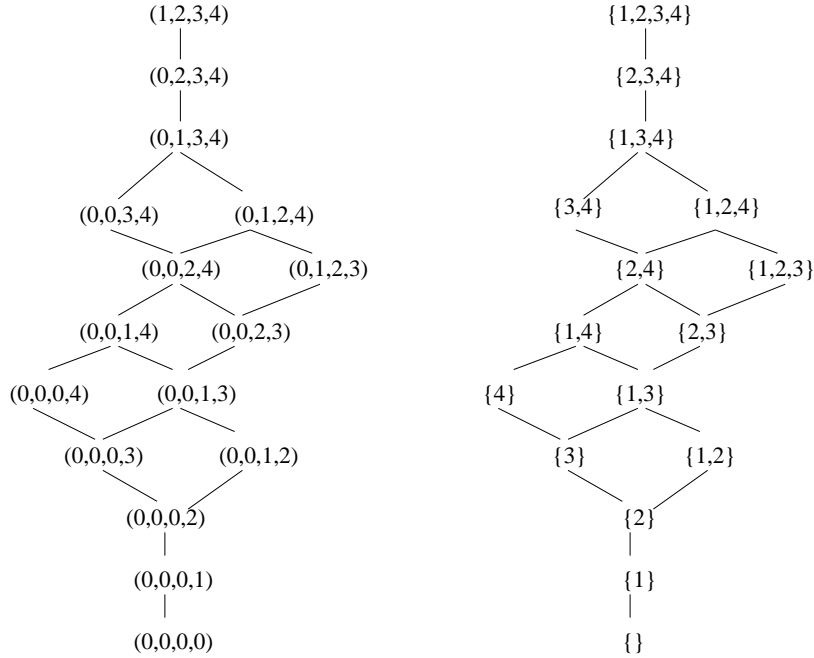 (1,2,3,4) {1,2,3,4}
(0,2,3,4) {2,3,4}
(0,1,3,4) {1,3,4}
(0,0,3,4) (0,1,2,4) {3,4} {1,2,4}
(0,0,2,4) (0,1,2,3) {2,4} {1,2,3}
(0,0,1,4) (0,0,2,3) {1,4} {2,3}
(0,0,0,4) (0,0,1,3) {4} {1,3}
(0,0,0,3) (0,0,1,2) {3} {1,2}
(0,0,0,2) {2}
(0,0,0,1) {1}
(0,0,0,0) {}